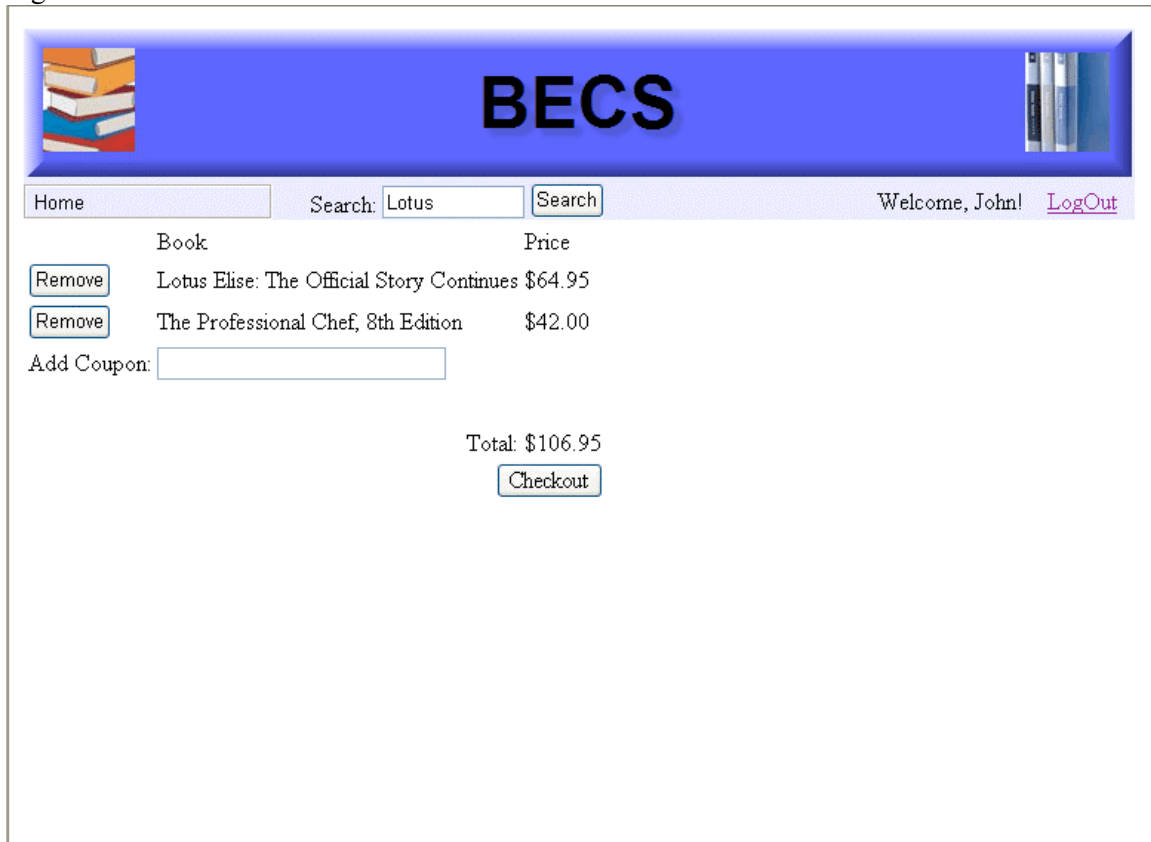 BECS
Home Search: Lotus Search Welcome, John! LogOut
Book Price
Remove Lotus Elise: The Official Story Continues $64.95
Remove The Professional Chef, 8th Edition $42.00
Add Coupon:
Total: $106.95
Checkout